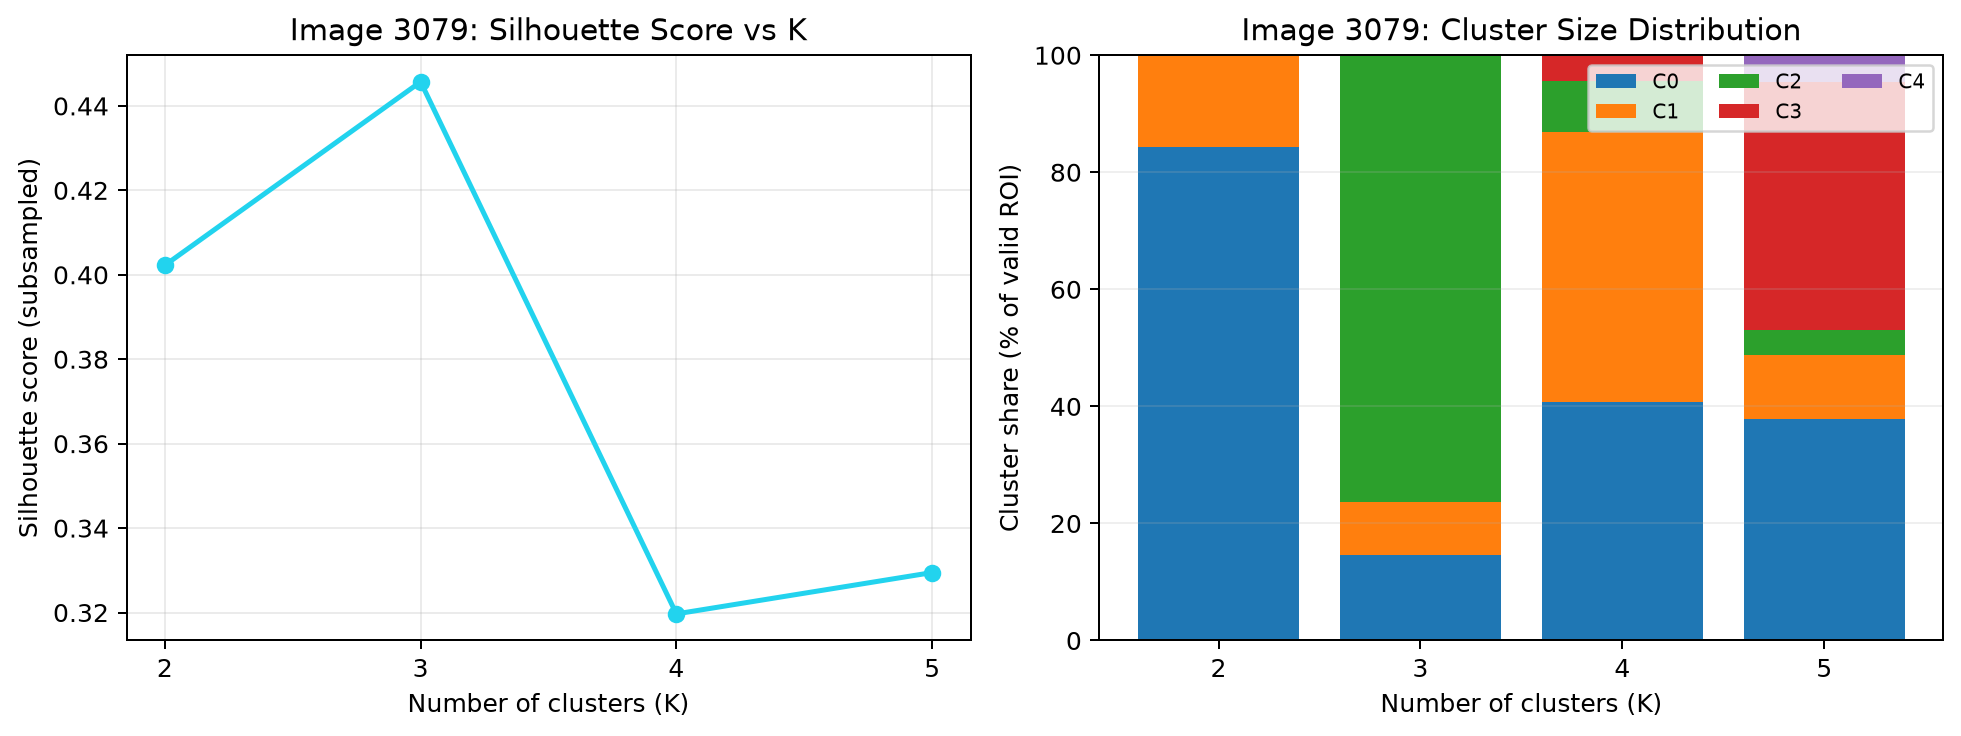 Image 3079: Silhouette Score vs K
Silhouette score (subsampled)
0.44
0.42
0.40
0.38
0.36
0.34
0.32
2 3 4 5
Number of clusters (K)
Image 3079: Cluster Size Distribution
Cluster share (% of valid ROI)
100
80
60
40
20
0
C0 C2 C4
C1 C3
2 3 4 5
Number of clusters (K)